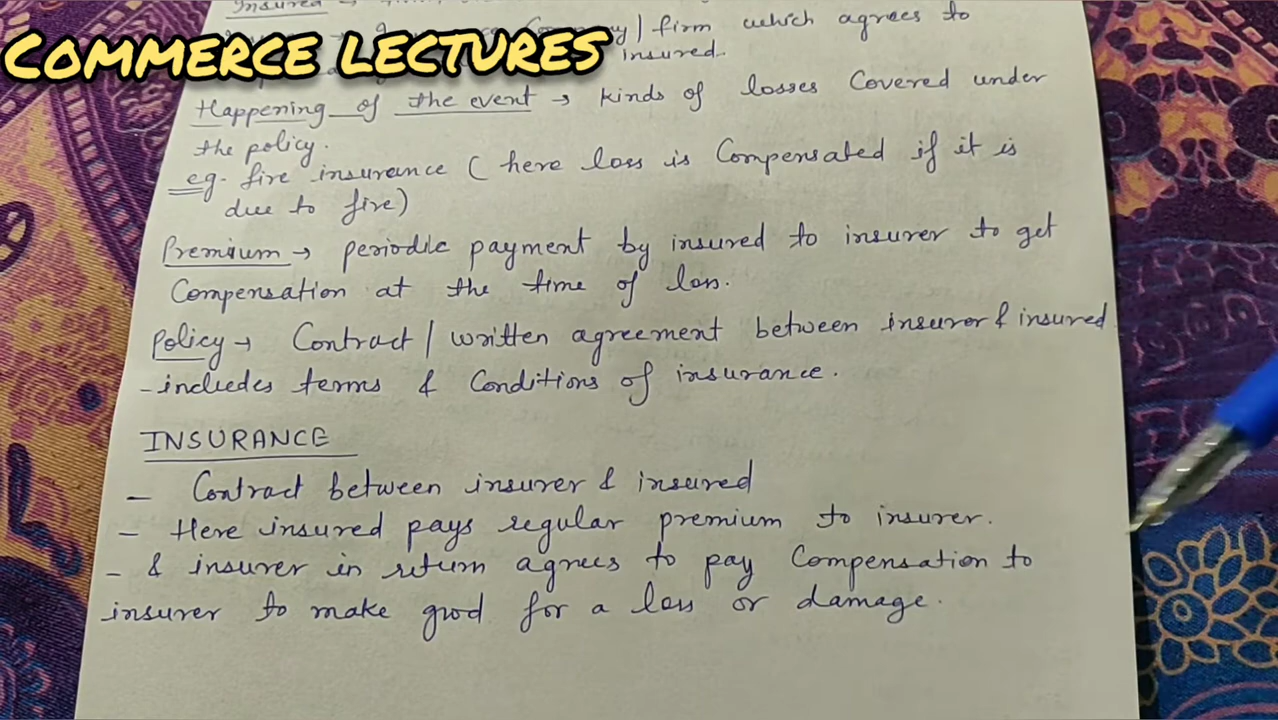 Insured →
COMMERCE LECTURES
y/firm which agrees to
insured.
Happening of the event → kinds of losses Covered under
the policy.
eg. fire insurance ( here loss is Compensated if it is
due to fire)
Premium → periodic payment by insured to insurer to get
Compensation at the time of loss.
Policy → Contract / written agreement between insurer & insured
- includes terms & Conditions of insurance.
INSURANCE
- Contract between insurer & insured
- Here insured pays regular premium to insurer.
- & insurer in return agrees to pay Compensation to
insurer to make good for a loss or damage.